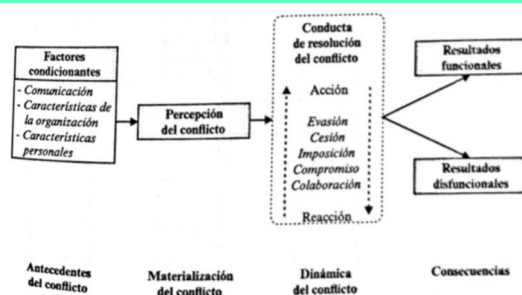 Factores
condicionantes
- Comunicación
- Características de
la organización
- Características
personales
Percepción
del conflicto
Conducta
de resolución
del conflicto
Acción
Evasión
Cesión
Imposición
Compromiso
Colaboración
Reacción
Resultados
funcionales
Resultados
disfuncionales
Antecedentes
del conflicto
Materialización
del conflicto
Dinámica
del conflicto
Consecuencias